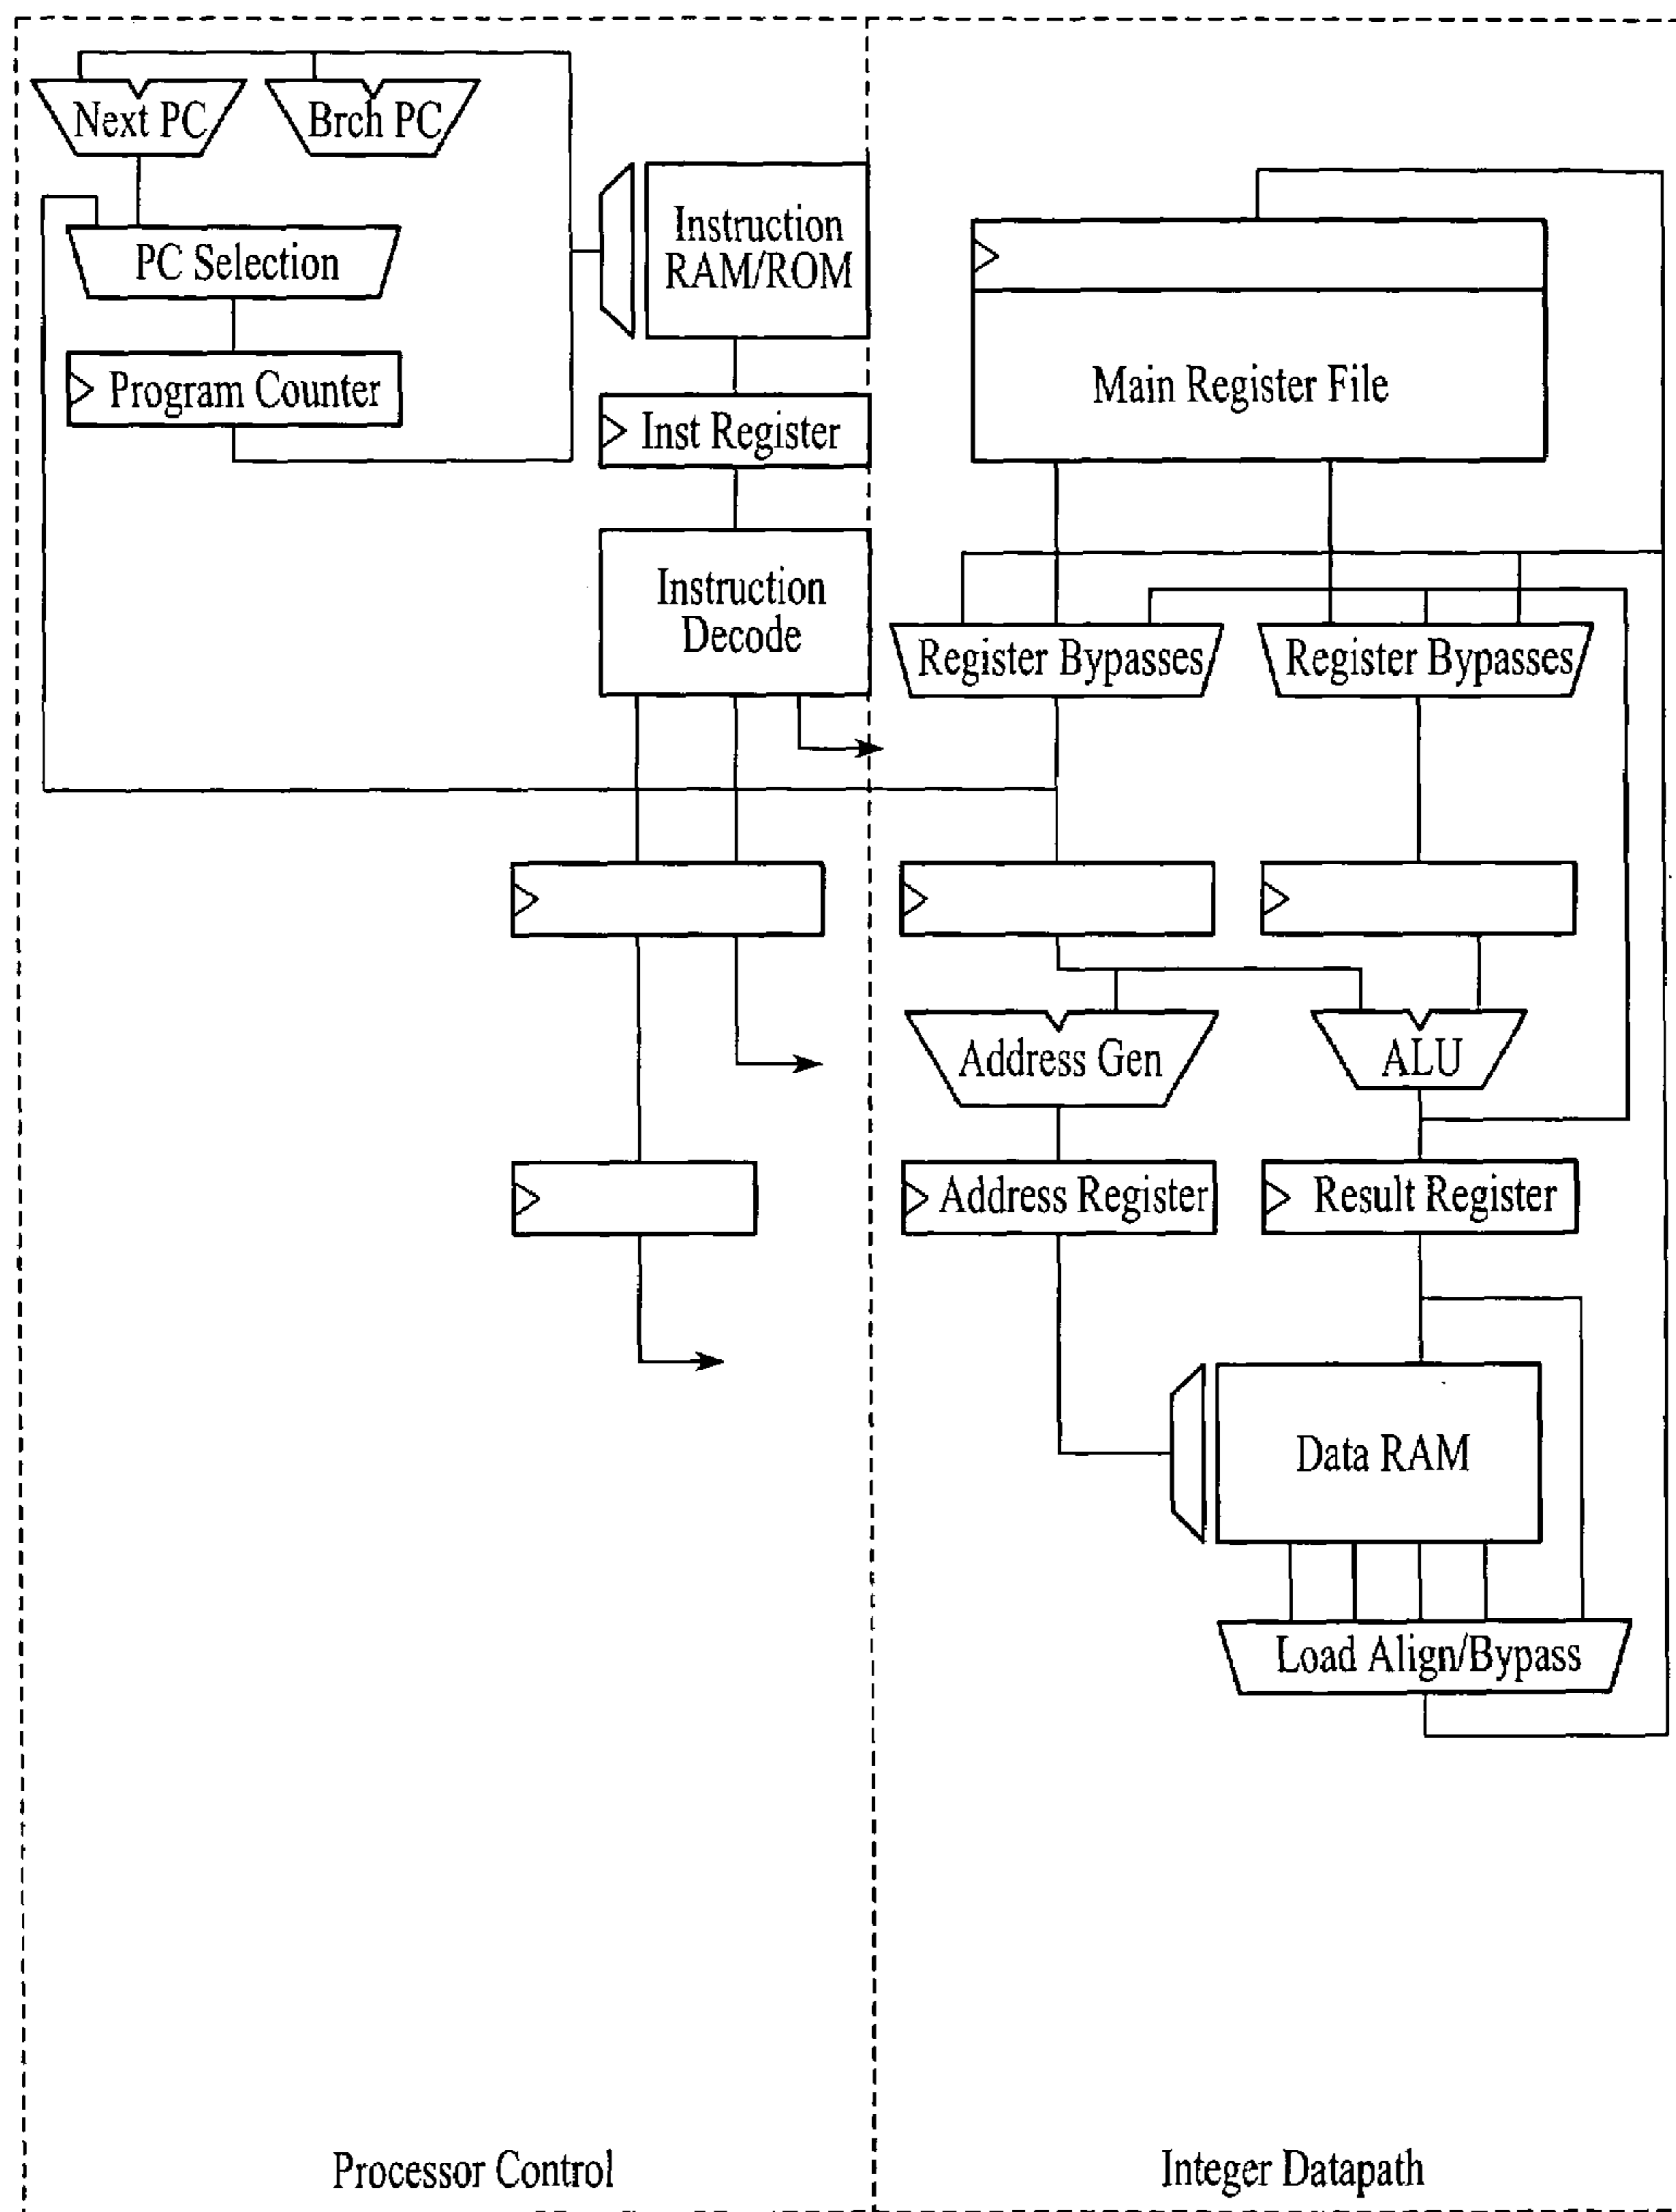 Next PC
Brch PC
PC Selection
Program Counter
Instruction
RAM/ROM
Inst Register
Instruction
Decode
Main Register File
Register Bypasses
Register Bypasses
Address Gen
ALU
Address Register
Result Register
Data RAM
Load Align/Bypass
Processor Control
Integer Datapath